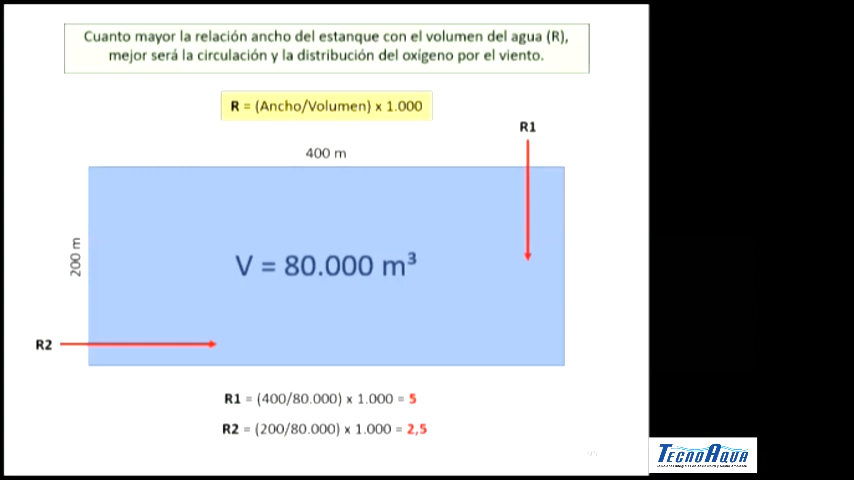 Cuanto mayor la relación ancho del estanque con el volumen del agua (R),
mejor será la circulación y la distribución del oxígeno por el viento.
R = (Ancho/Volumen) x 1.000
R1
400 m
200 m
V = 80.000 m³
R2
R1 = (400/80.000) x 1.000 = 5
R2 = (200/80.000) x 1.000 = 2,5
TECNOAQUA